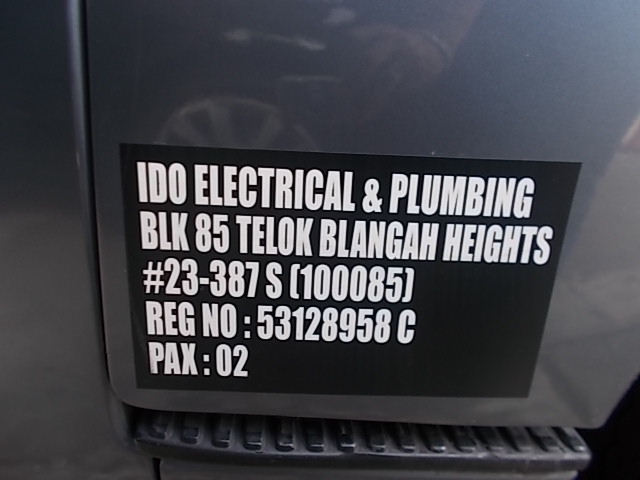 IDO ELECTRICAL & PLUMBING
BLK 85 TELOK BLANGAH HEIGHTS
#23-387 S (100085)
REG NO : 53128958 C
PAX : 02